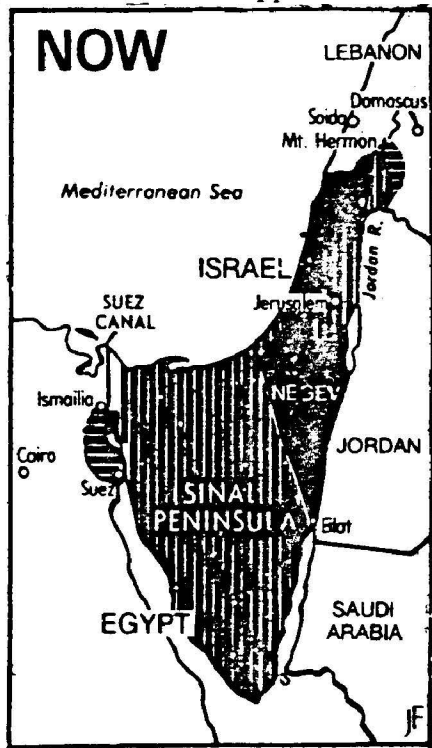 NOW
LEBANON
Damascus
Saida
Mt. Hermon
Mediterranean Sea
Jordan R.
ISRAEL
Jerusalem
SUEZ
CANAL
NEGEV
Ismailia
JORDAN
Cairo
Suez
SINAI
PENINSULA
Eilat
SAUDI
ARABIA
EGYPT
JF